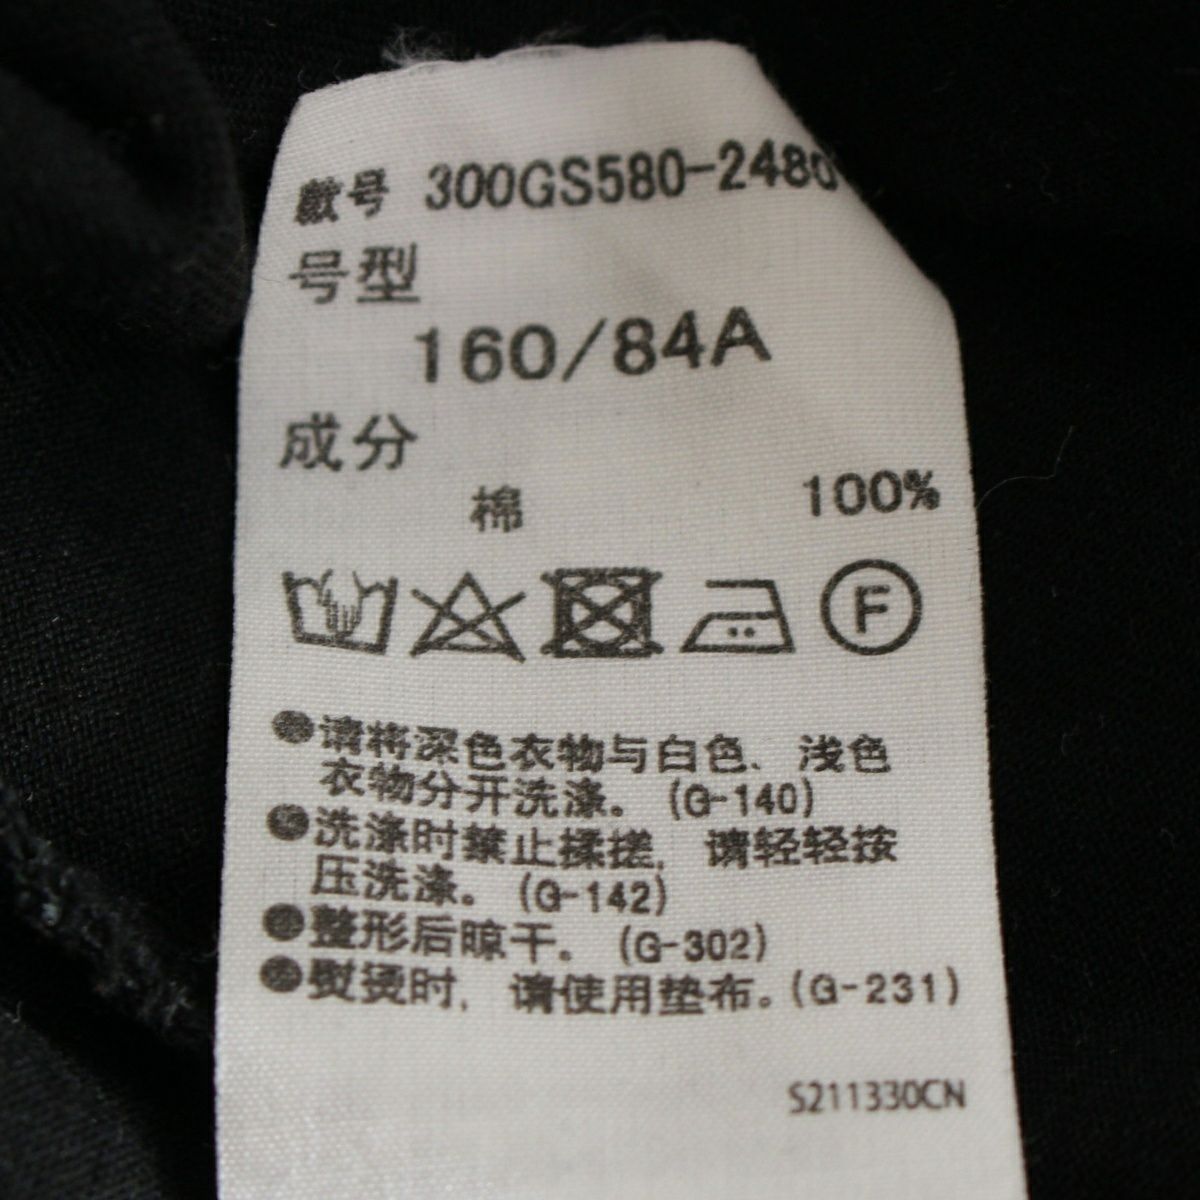 款号 300GS580-2480
号型
160/84A
成分
棉 100%
F
●请将深色衣物与白色、浅色
衣物分开洗涤。(G-140)
●洗涤时禁止揉搓，请轻轻按
压洗涤。(G-142)
●整形后晾干。(G-302)
●熨烫时，请使用垫布。(G-231)
S211330CN